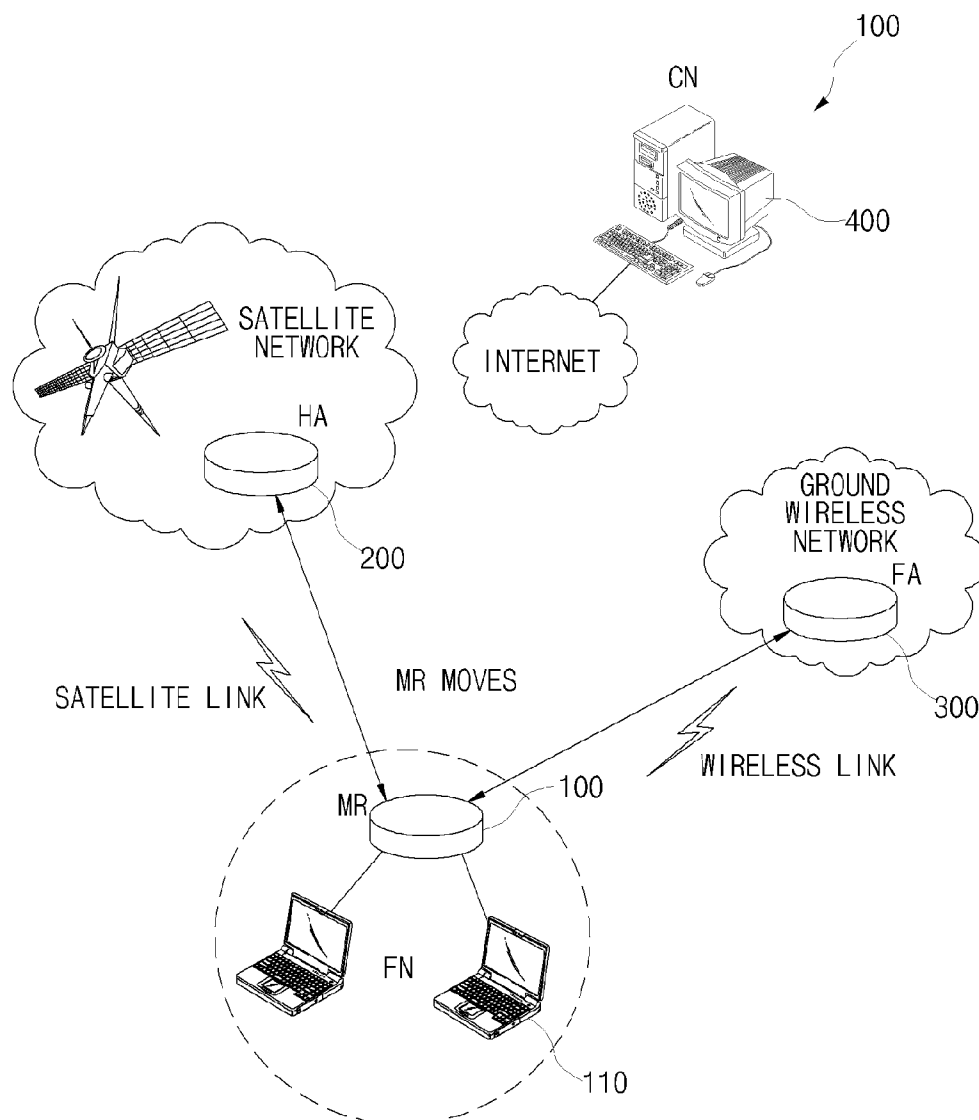 100
CN
400
SATELLITE
NETWORK
INTERNET
HA
200
GROUND
WIRELESS
NETWORK
FA
300
SATELLITE LINK
MR MOVES
WIRELESS LINK
MR
100
FN
110